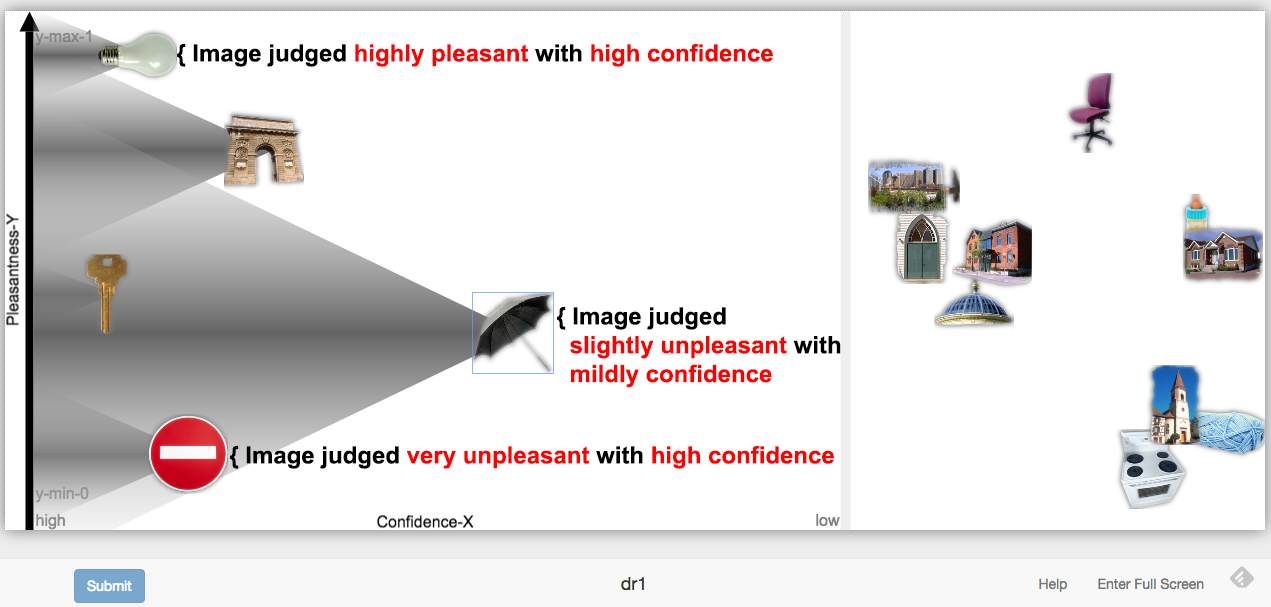 y-max-1
{ Image judged highly pleasant with high confidence
Pleasantness-Y
{ Image judged
slightly unpleasant with
mildly confidence
{ Image judged very unpleasant with high confidence
y-min-0
high
Confidence-X
low
Submit
dr1
Help
Enter Full Screen